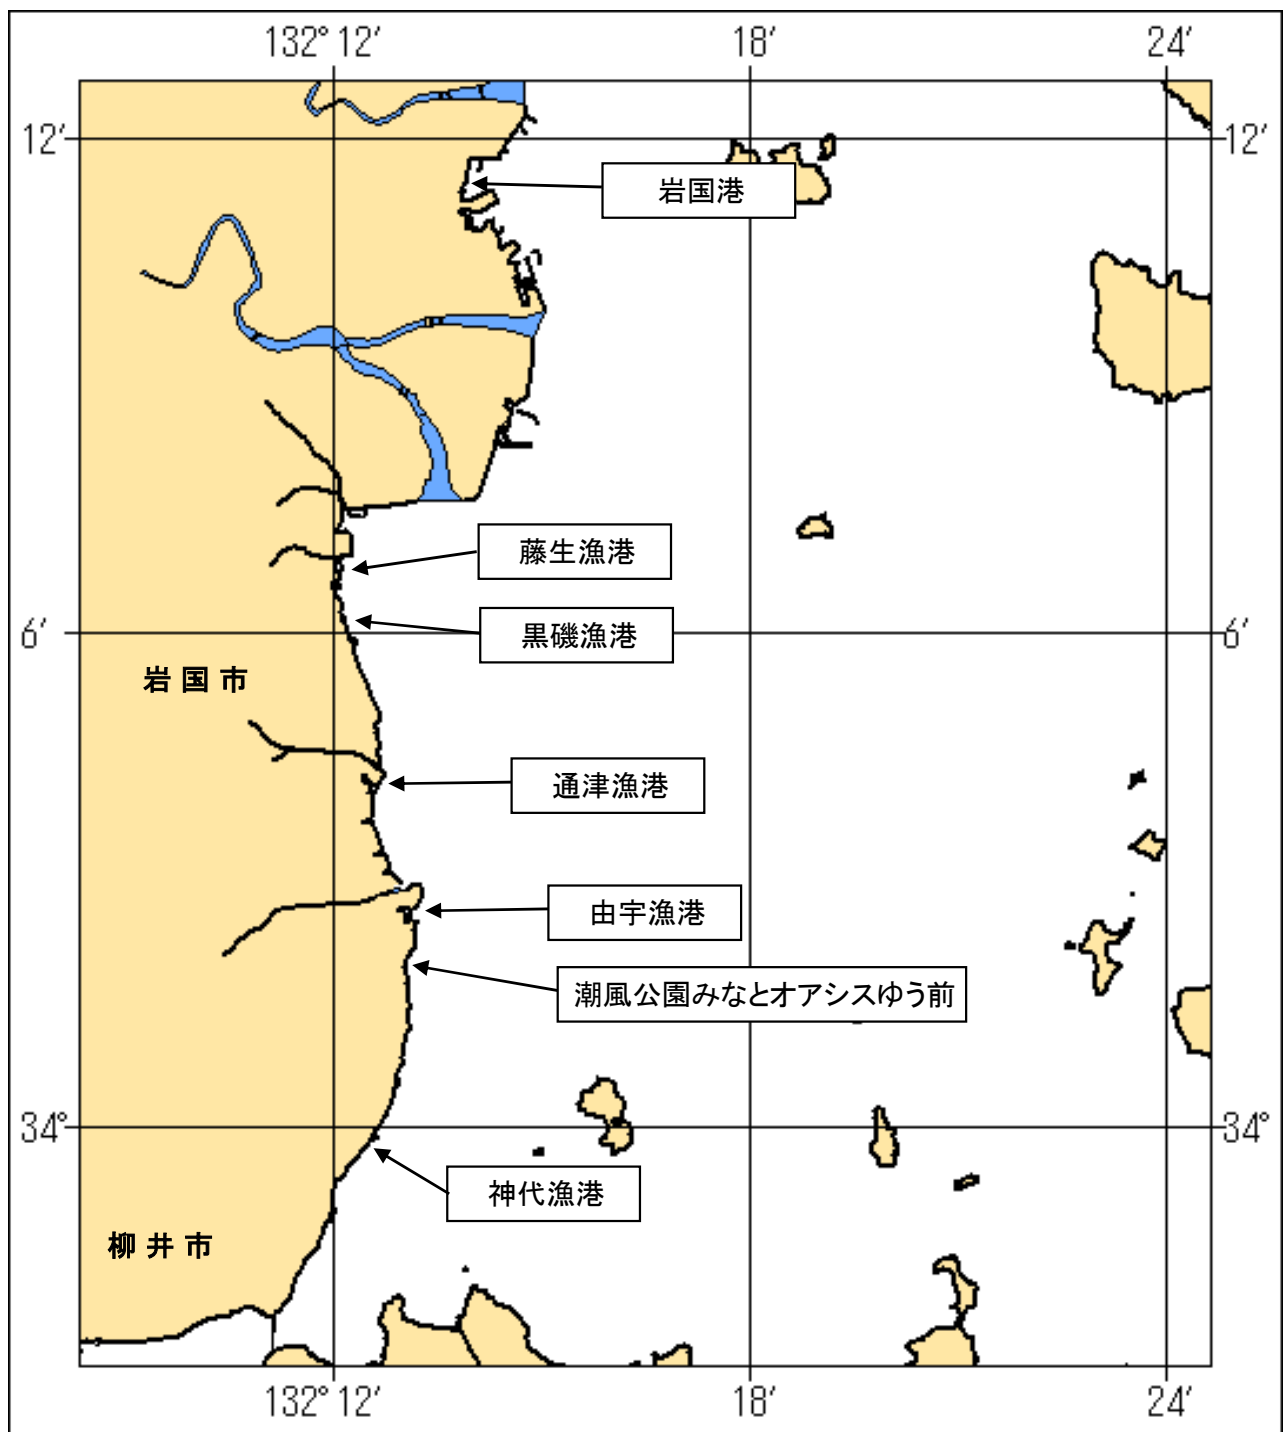 132° 12′ 18′ 24′
12′ 12′
岩国港
藤生漁港
黒磯漁港
6′ 6′
岩国市
通津漁港
由宇漁港
潮風公園みなとオアシスゆう前
34° 34°
神代漁港
柳井市
132° 12′ 18′ 24′